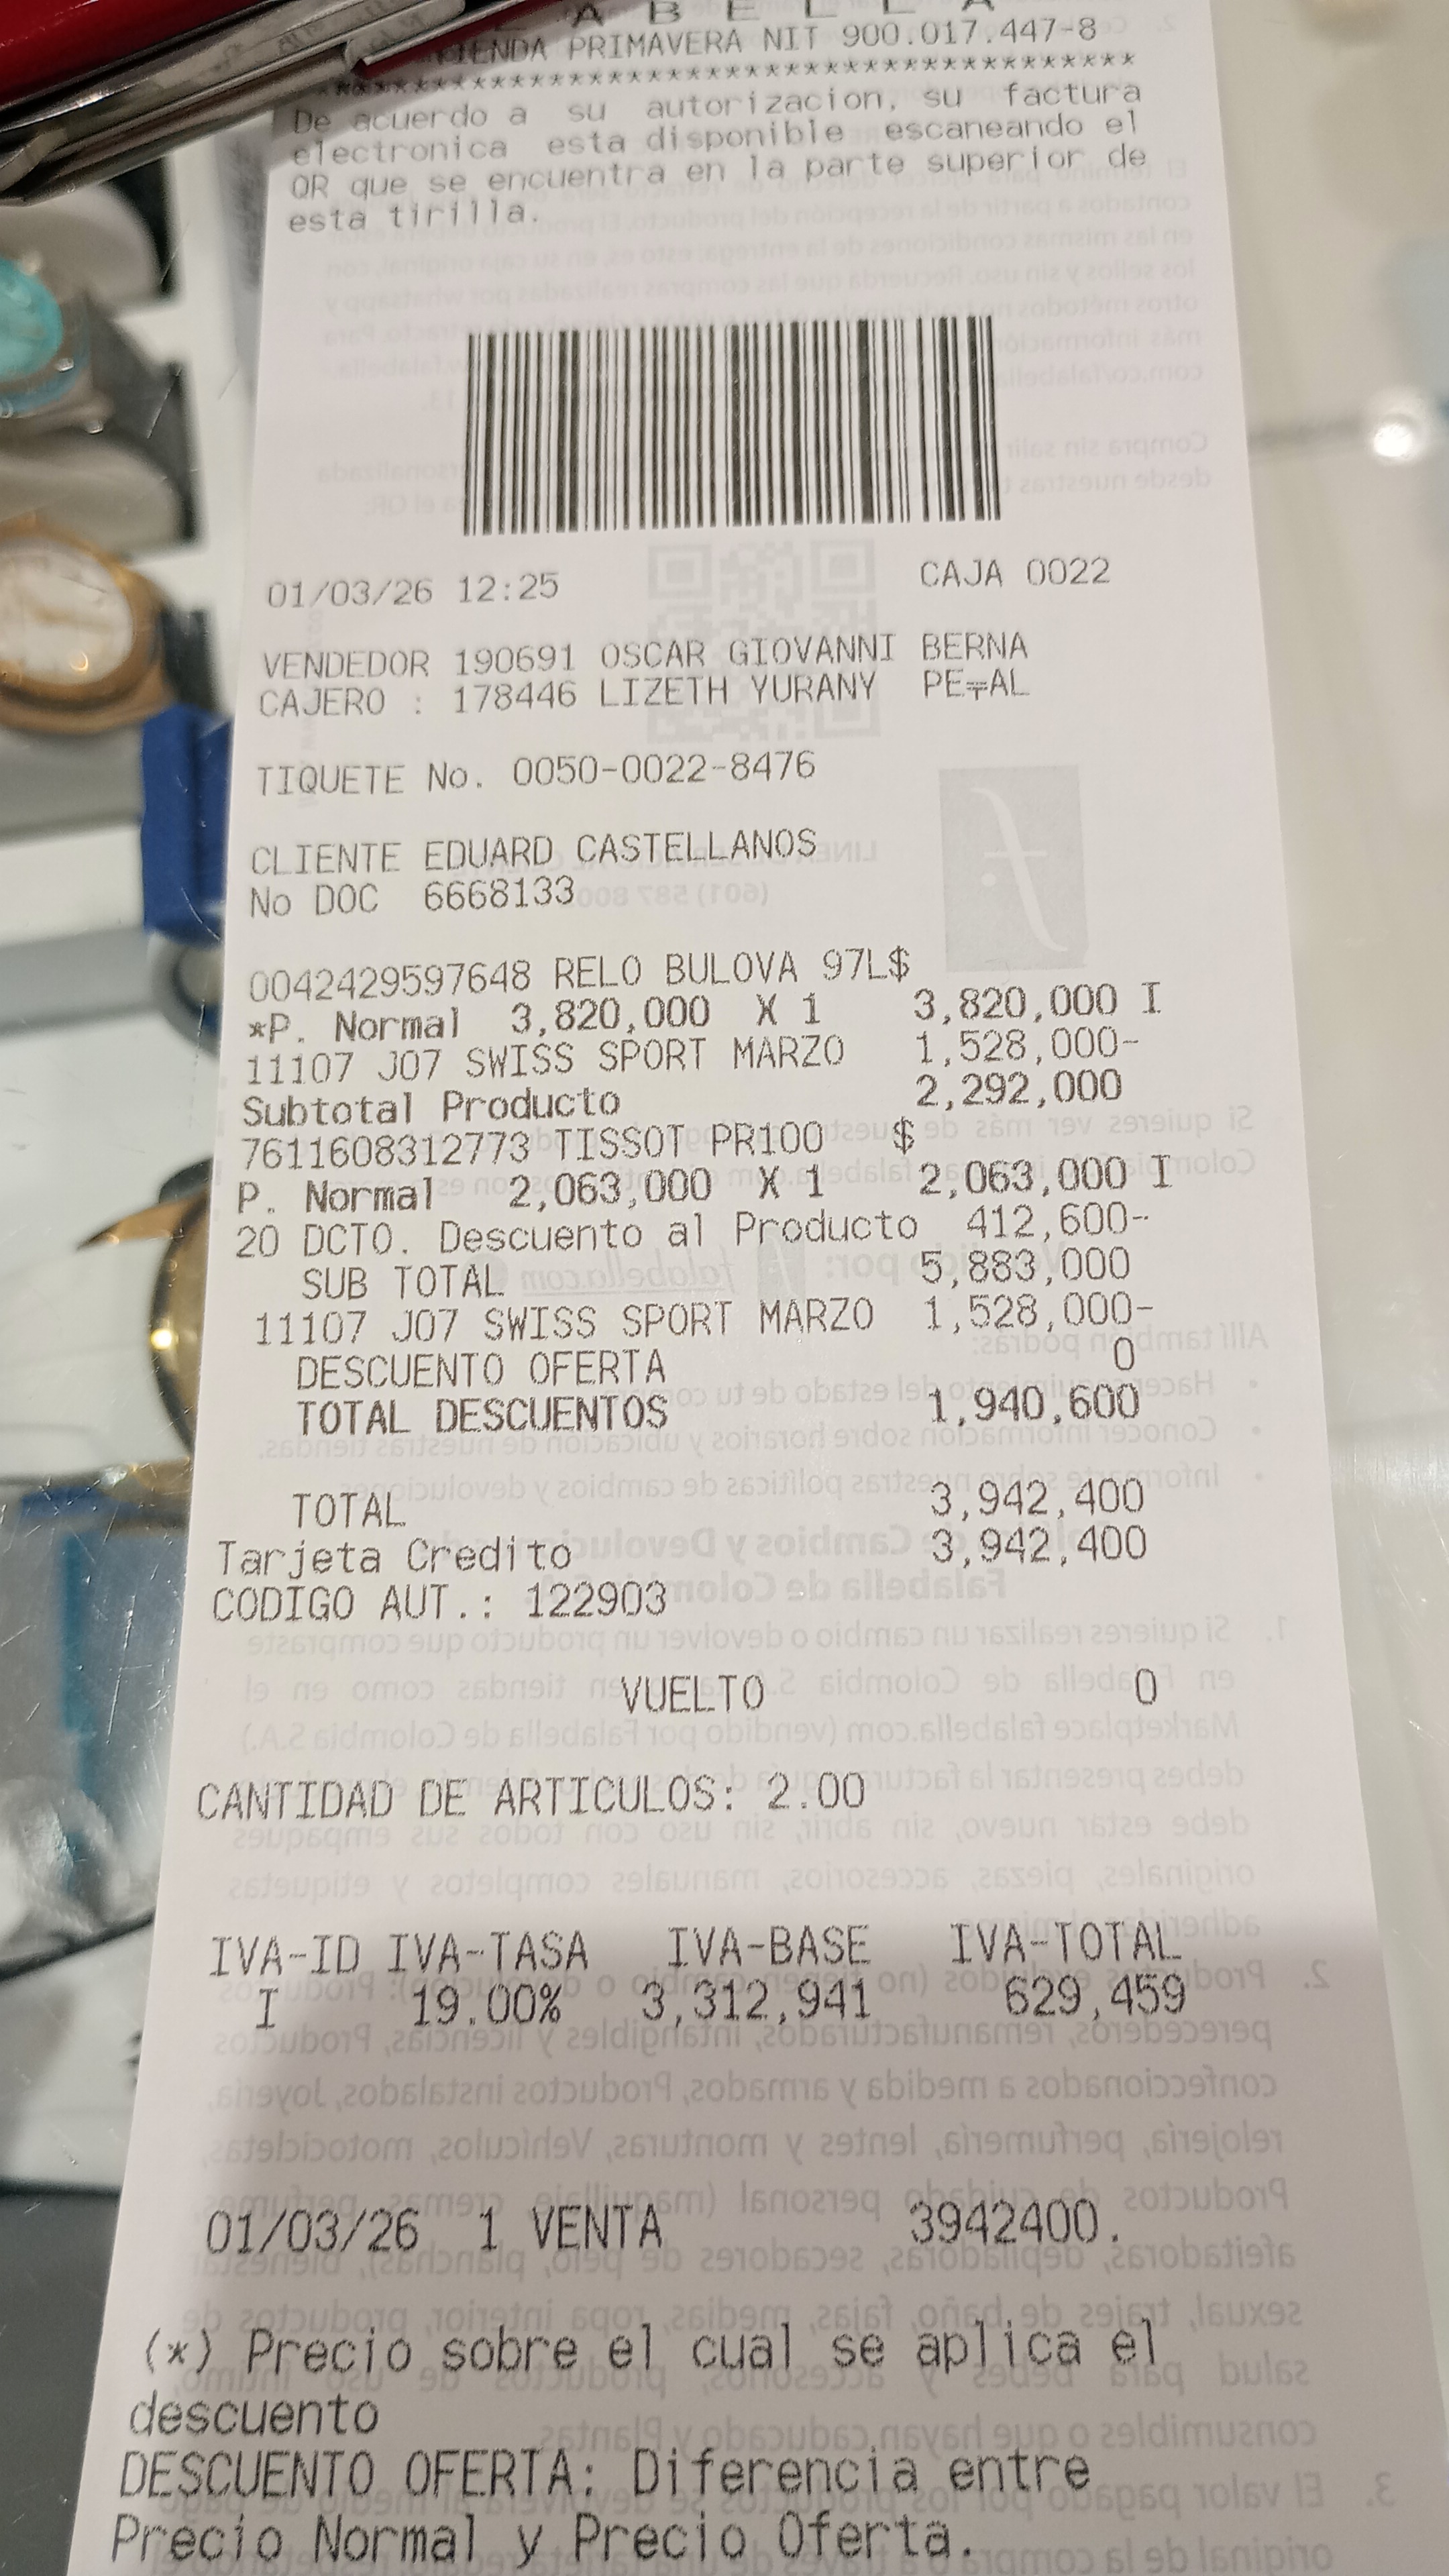 A B E L L A
TIENDA PRIMAVERA NIT 900.017.447-8
****************************************
De acuerdo a su autorizacion, su factura
electronica esta disponible escaneando el
QR que se encuentra en la parte superior de
esta tirilla.
01/03/26 12:25 CAJA 0022
VENDEDOR 190691 OSCAR GIOVANNI BERNA
CAJERO : 178446 LIZETH YURANY PE╤AL
TIQUETE No. 0050-0022-8476
CLIENTE EDUARD CASTELLANOS
No DOC 6668133
0042429597648 RELO BULOVA 97L$
*P. Normal 3,820,000 X 1 3,820,000 I
11107 J07 SWISS SPORT MARZO 1,528,000-
Subtotal Producto 2,292,000
7611608312773 TISSOT PR100 $
P. Normal 2,063,000 X 1 2,063,000 I
20 DCTO. Descuento al Producto 412,600-
SUB TOTAL 5,883,000
11107 J07 SWISS SPORT MARZO 1,528,000-
DESCUENTO OFERTA 0
TOTAL DESCUENTOS 1,940,600
TOTAL 3,942,400
Tarjeta Credito 3,942,400
CODIGO AUT.: 122903
VUELTO 0
CANTIDAD DE ARTICULOS: 2.00
IVA-ID IVA-TASA IVA-BASE IVA-TOTAL
I 19.00% 3,312,941 629,459
01/03/26 1 VENTA 3942400.
(*) Precio sobre el cual se aplica el
descuento
DESCUENTO OFERTA: Diferencia entre
Precio Normal y Precio Oferta.